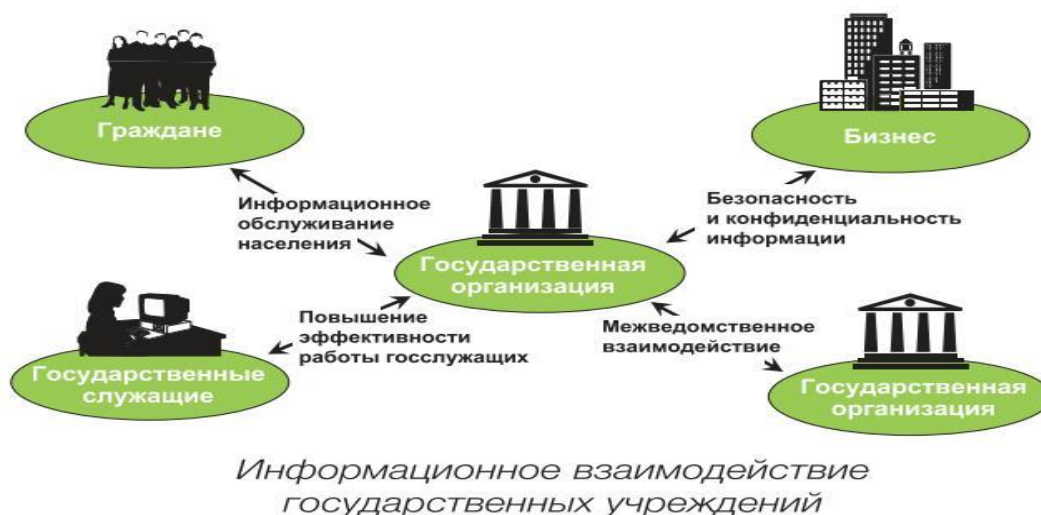 Граждане
Бизнес
Информационное
обслуживание
населения
Безопасность
и конфиденциальность
информации
Государственная
организация
Повышение
эффективности
работы госслужащих
Межведомственное
взаимодействие
Государственные
служащие
Государственная
организация
Информационное взаимодействие
государственных учреждений